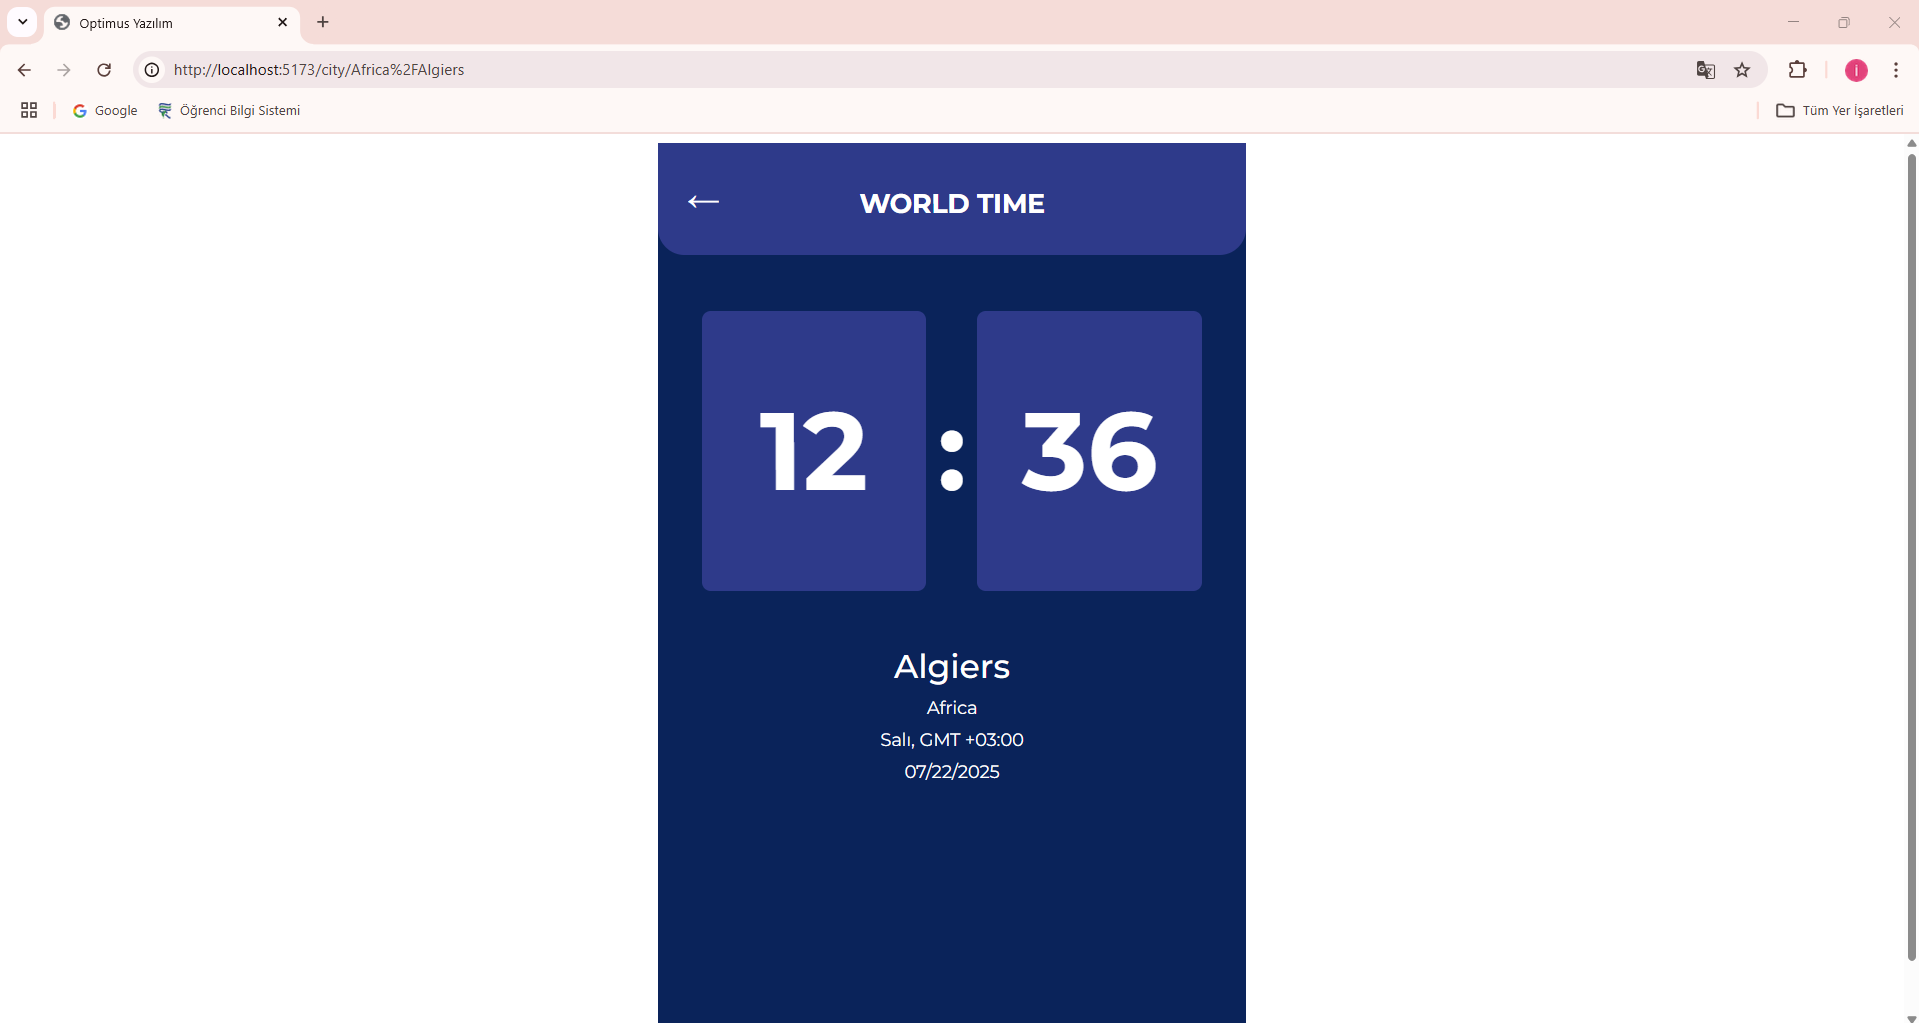 Optimus Yazılım
http://localhost:5173/city/Africa%2FAlgiers
i
Google
Öğrenci Bilgi Sistemi
Tüm Yer İşaretleri
WORLD TIME
12 : 36
Algiers
Africa
Salı, GMT +03:00
07/22/2025